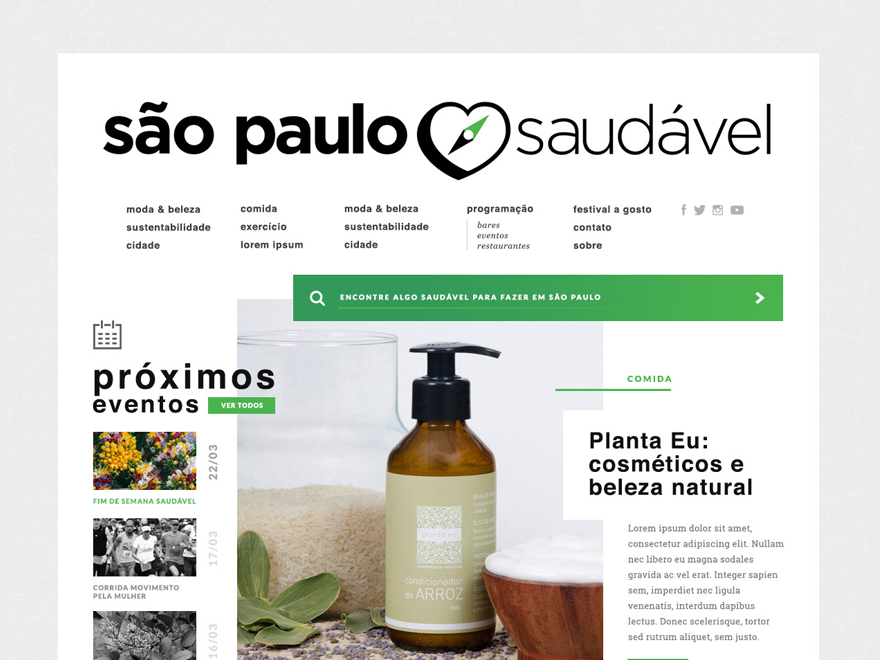 são paulo saudável
moda & beleza
sustentabilidade
cidade
comida
exercício
lorem ipsum
moda & beleza
sustentabilidade
cidade
programação
bares
eventos
restaurantes
festival a gosto
contato
sobre
ENCONTRE ALGO SAUDÁVEL PARA FAZER EM SÃO PAULO
próximos
eventos
VER TODOS
22/03
FIM DE SEMANA SAUDÁVEL
17/03
CORRIDA MOVIMENTO
PELA MULHER
16/03
planta eu
condicionador
de ARROZ
COMIDA
Planta Eu:
cosméticos e
beleza natural
Lorem ipsum dolor sit amet,
consectetur adipiscing elit. Nullam
nec libero eu magna sodales
gravida ac vel erat. Integer sapien
sem, imperdiet nec ligula
venenatis, interdum dapibus
lectus. Donec scelerisque, tortor
sed rutrum aliquet, sem justo.